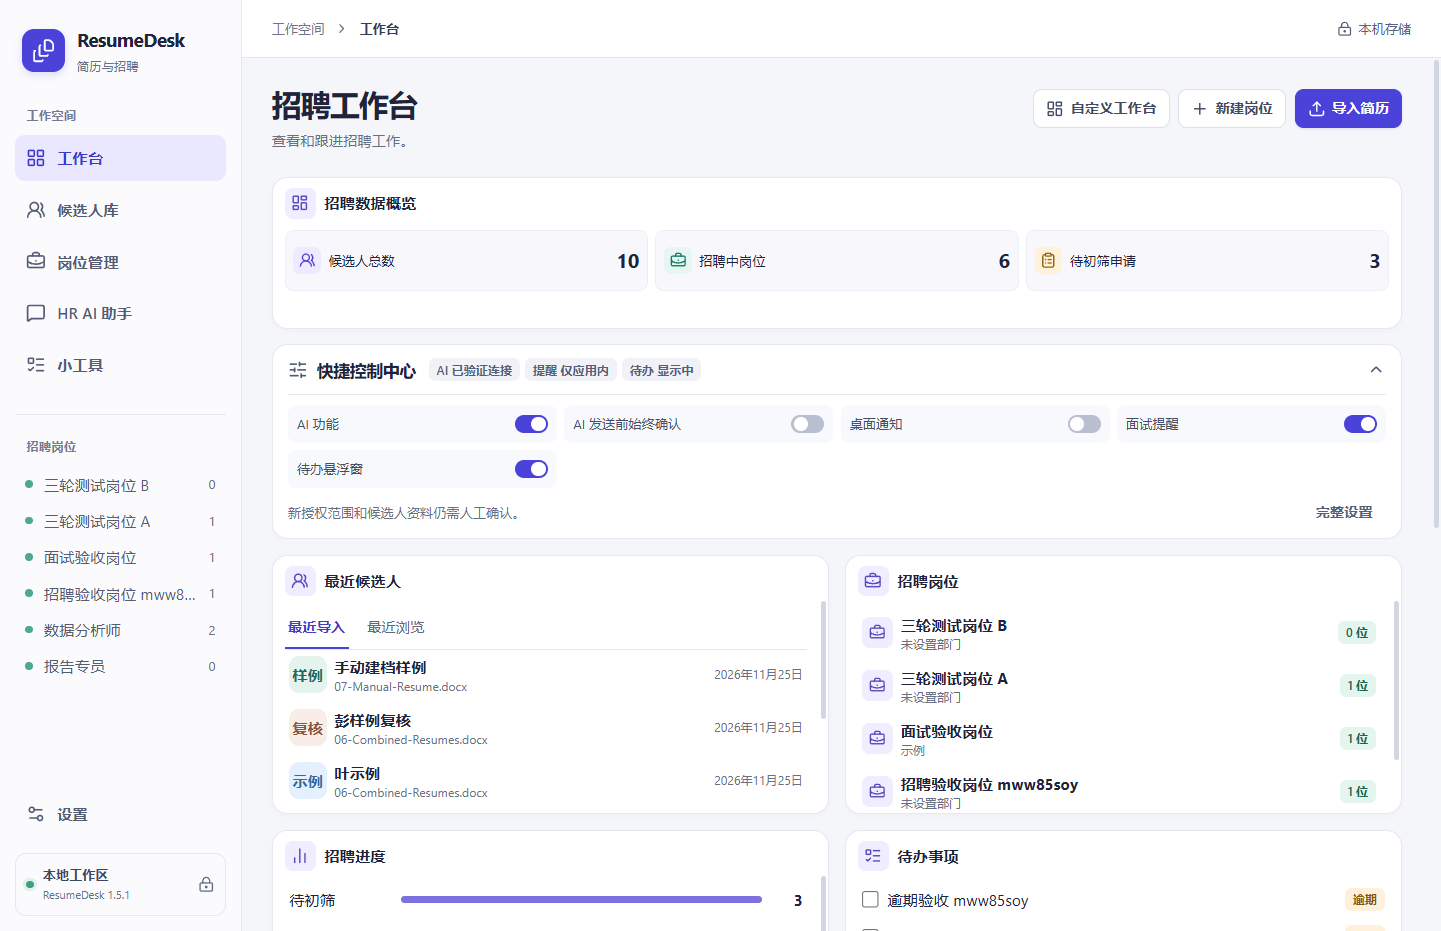 ResumeDesk
简历与招聘
工作空间
工作台
候选人库
岗位管理
HR AI 助手
小工具
招聘岗位
三轮测试岗位 B 0
三轮测试岗位 A 1
面试验收岗位 1
招聘验收岗位 mww8... 1
数据分析师 2
报告专员 0
设置
本地工作区
ResumeDesk 1.5.1
工作空间 > 工作台
本机存储
招聘工作台
查看和跟进招聘工作。
自定义工作台
新建岗位
导入简历
招聘数据概览
候选人总数 10
招聘中岗位 6
待初筛申请 3
快捷控制中心
AI 已验证连接
提醒 仅应用内
待办 显示中
AI 功能
AI 发送前始终确认
桌面通知
面试提醒
待办悬浮窗
新授权范围和候选人资料仍需人工确认。
完整设置
最近候选人
最近导入
最近浏览
样例
手动建档样例
07-Manual-Resume.docx
2026年11月25日
复核
彭样例复核
06-Combined-Resumes.docx
2026年11月25日
示例
叶示例
06-Combined-Resumes.docx
2026年11月25日
招聘岗位
三轮测试岗位 B
未设置部门
0 位
三轮测试岗位 A
未设置部门
1 位
面试验收岗位
示例
1 位
招聘验收岗位 mww85soy
未设置部门
1 位
招聘进度
待初筛 3
待办事项
逾期验收 mww85soy
逾期